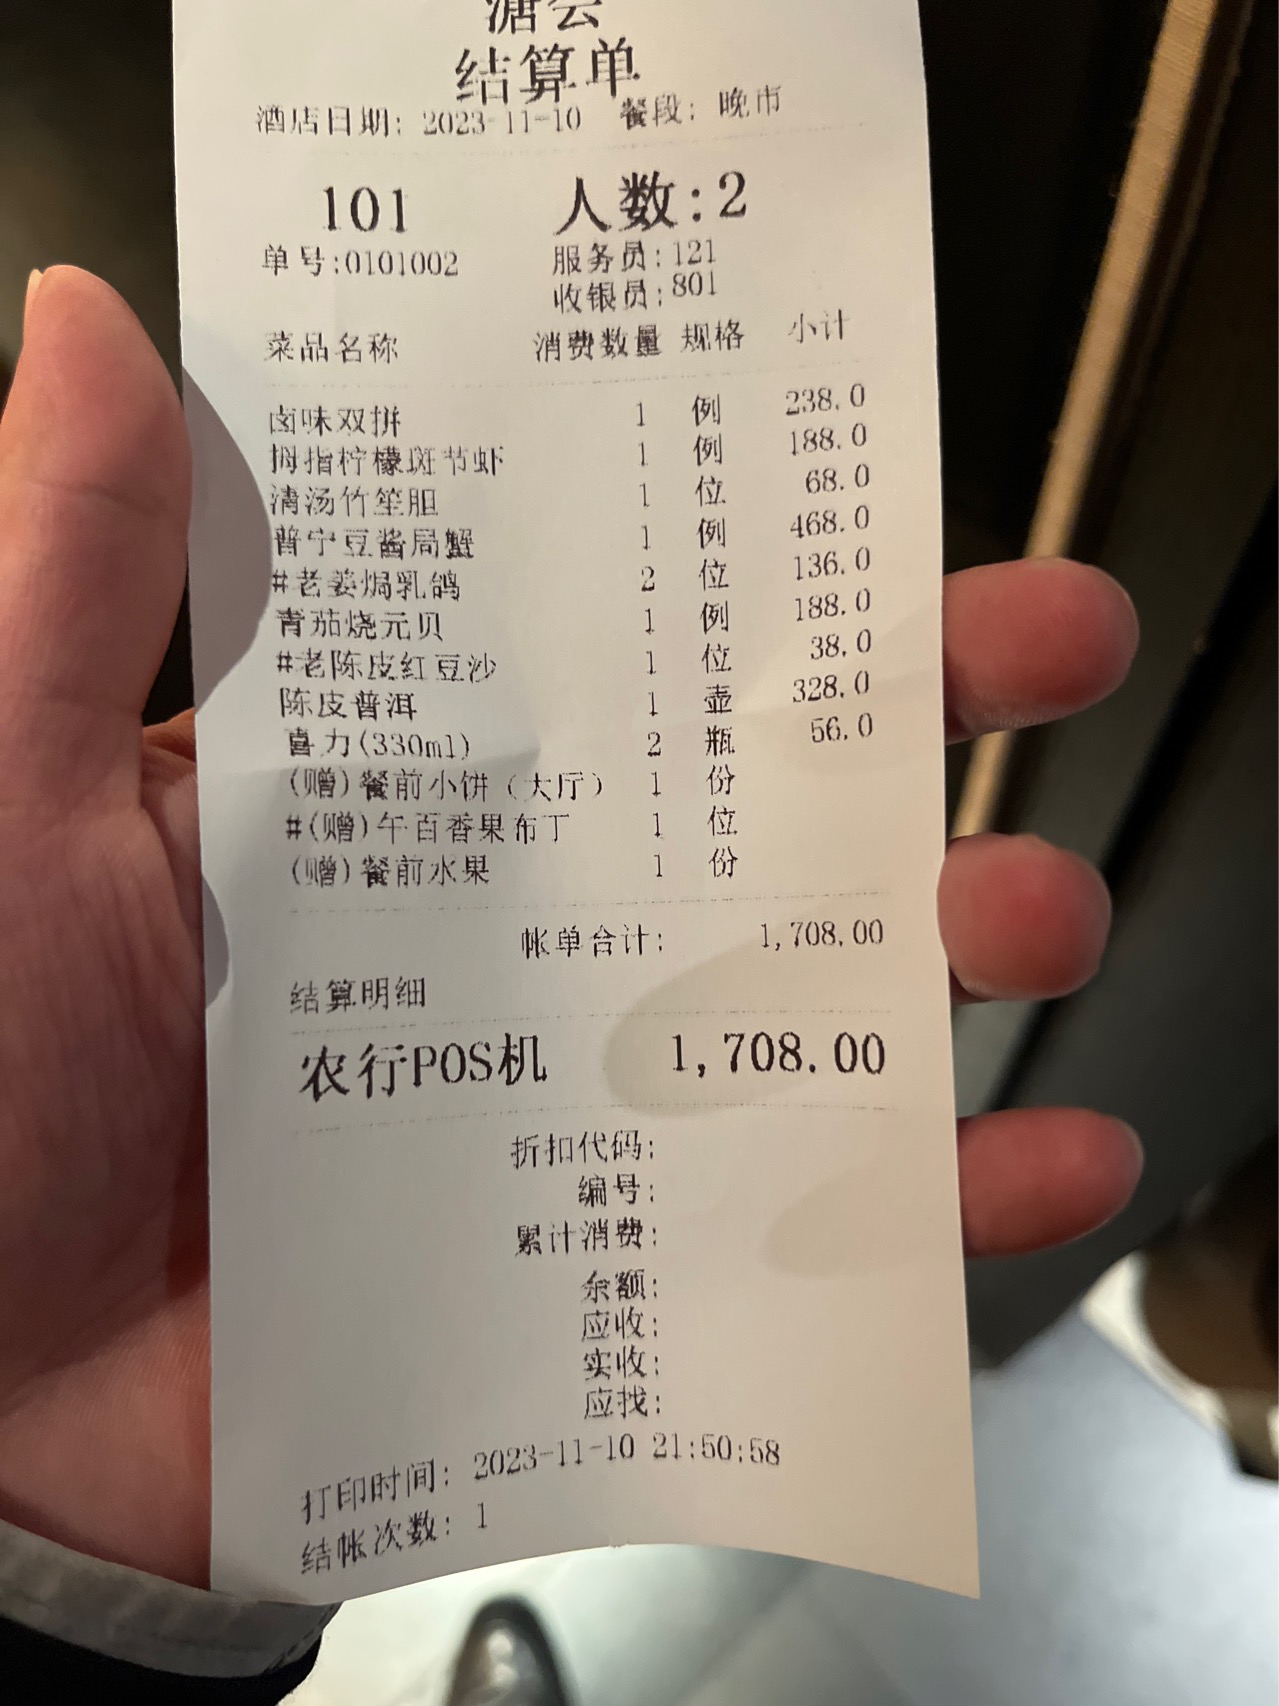 结算单
酒店日期: 2023-11-10 餐段: 晚市
101 人数:2
单号:0101002 服务员:121
收银员:801
菜品名称 消费数量 规格 小计
卤味双拼 1 例 238.0
拇指柠檬斑节虾 1 例 188.0
清汤竹笙胆 1 位 68.0
普宁豆酱局蟹 1 例 468.0
#老姜焗乳鸽 2 位 136.0
青茄烧元贝 1 例 188.0
#老陈皮红豆沙 1 位 38.0
陈皮普洱 1 壶 328.0
喜力(330ml) 2 瓶 56.0
(赠)餐前小饼（大厅） 1 份
#(赠)午百香果布丁 1 位
(赠)餐前水果 1 份
帐单合计: 1,708.00
结算明细
农行POS机 1,708.00
折扣代码:
编号:
累计消费:
余额:
应收:
实收:
应找:
打印时间: 2023-11-10 21:50:58
结帐次数: 1